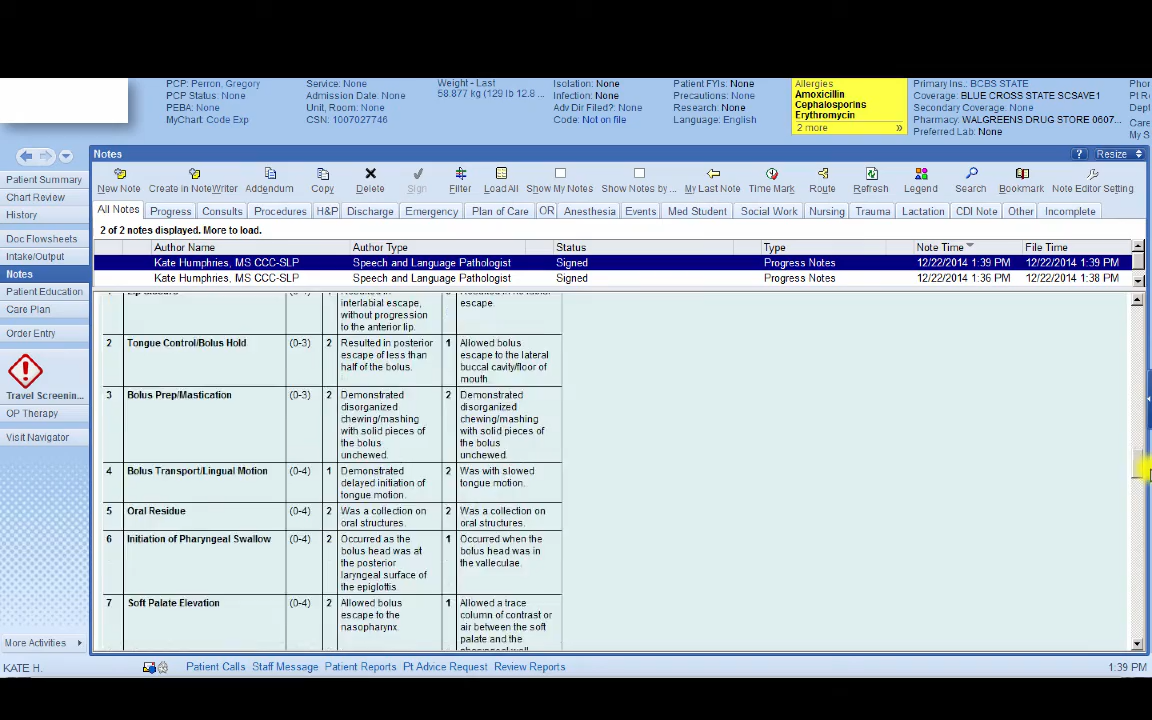 PCP: Perron, Gregory
PCP Status: None
PEBA: None
MyChart: Code Exp
Service: None
Admission Date: None
Unit, Room: None
CSN: 1007027746
Weight - Last
58.877 kg (129 lb 12.8 ...
Isolation: None
Infection: None
Adv Dir Filed?: None
Code: Not on file
Patient FYIs: None
Precautions: None
Research: None
Language: English
Allergies
Amoxicillin
Cephalosporins
Erythromycin
2 more »
Primary Ins.: BCBS STATE
Coverage: BLUE CROSS STATE SCSAVE1
Secondary Coverage: None
Pharmacy: WALGREENS DRUG STORE 0607...
Preferred Lab: None
Phor
Pt Re
Dept
Care
My S
Notes
? Resize
Patient Summary
Chart Review
History
Doc Flowsheets
Intake/Output
Notes
Patient Education
Care Plan
Order Entry
Travel Screenin...
OP Therapy
Visit Navigator
More Activities
New Note Create in NoteWriter Addendum Copy Delete Sign Filter Load All Show My Notes Show Notes by ... My Last Note Time Mark Route Refresh Legend Search Bookmark Note Editor Setting
All Notes Progress Consults Procedures H&P Discharge Emergency Plan of Care OR Anesthesia Events Med Student Social Work Nursing Trauma Lactation CDI Note Other Incomplete
2 of 2 notes displayed. More to load.
Author Name Author Type Status Type Note Time File Time
Kate Humphries, MS CCC-SLP Speech and Language Pathologist Signed Progress Notes 12/22/2014 1:39 PM 12/22/2014 1:39 PM
Kate Humphries, MS CCC-SLP Speech and Language Pathologist Signed Progress Notes 12/22/2014 1:36 PM 12/22/2014 1:38 PM
interlabial escape,
without progression
to the anterior lip.
escape.
2 Tongue Control/Bolus Hold (0-3) 2 Resulted in posterior
escape of less than
half of the bolus.
1 Allowed bolus
escape to the lateral
buccal cavity/floor of
mouth.
3 Bolus Prep/Mastication (0-3) 2 Demonstrated
disorganized
chewing/mashing
with solid pieces of
the bolus
unchewed.
2 Demonstrated
disorganized
chewing/mashing
with solid pieces of
the bolus
unchewed.
4 Bolus Transport/Lingual Motion (0-4) 1 Demonstrated
delayed initiation of
tongue motion.
2 Was with slowed
tongue motion.
5 Oral Residue (0-4) 2 Was a collection on
oral structures.
2 Was a collection on
oral structures.
6 Initiation of Pharyngeal Swallow (0-4) 2 Occurred as the
bolus head was at
the posterior
laryngeal surface of
the epiglottis.
1 Occurred when the
bolus head was in
the valleculae.
7 Soft Palate Elevation (0-4) 2 Allowed bolus
escape to the
nasopharynx.
1 Allowed a trace
column of contrast or
air between the soft
palate and the
KATE H.
Patient Calls Staff Message Patient Reports Pt Advice Request Review Reports
1:39 PM